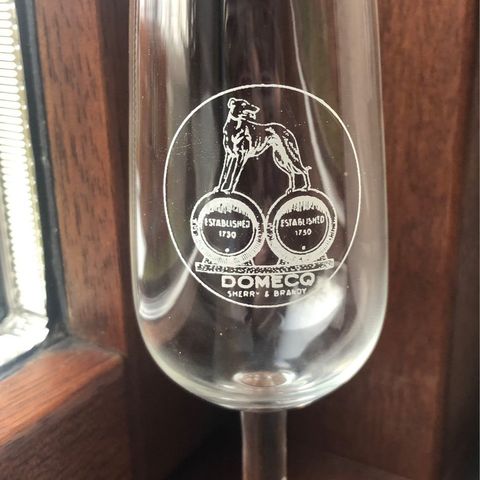 ESTABLISHED
1730
ESTABLISHED
1730
DOMECQ
SHERRY & BRANDY